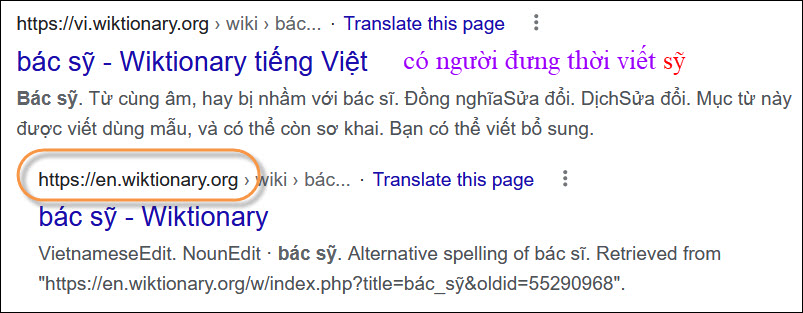 https://vi.wiktionary.org › wiki › bác... · Translate this page
bác sỹ - Wiktionary tiếng Việt có người đưng thời viết sỹ
Bác sỹ. Từ cùng âm, hay bị nhầm với bác sĩ. Đồng nghĩaSửa đổi. DịchSửa đổi. Mục từ này
được viết dùng mẫu, và có thể còn sơ khai. Bạn có thể viết bổ sung.
https://en.wiktionary.org › wiki › bác... · Translate this page
bác sỹ - Wiktionary
VietnameseEdit. NounEdit · bác sỹ. Alternative spelling of bác sĩ. Retrieved from
"https://en.wiktionary.org/w/index.php?title=bác_sỹ&oldid=55290968".